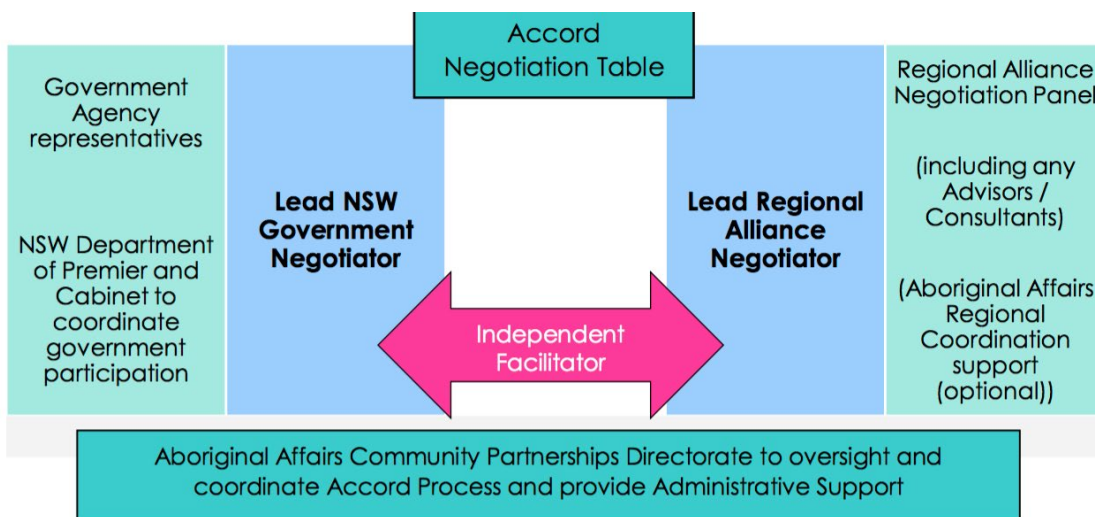 Accord
Negotiation Table
Government
Agency
representatives
NSW Department
of Premier and
Cabinet to
coordinate
government
participation
Lead NSW
Government
Negotiator
Independent
Facilitator
Lead Regional
Alliance
Negotiator
Regional Alliance
Negotiation Panel
(including any
Advisors /
Consultants)
(Aboriginal Affairs
Regional
Coordination
support
(optional))
Aboriginal Affairs Community Partnerships Directorate to oversight and
coordinate Accord Process and provide Administrative Support